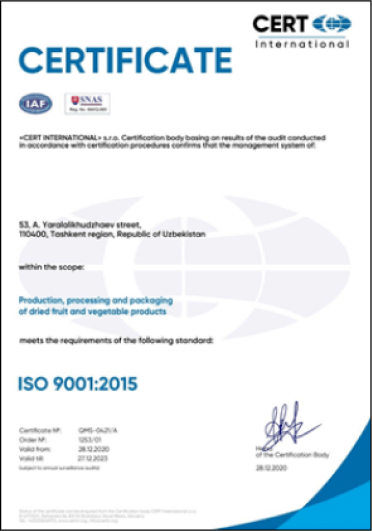 CERT
International
CERTIFICATE
IAF
SNAS
«CERT INTERNATIONAL» s.r.o. Certification body basing on results of the audit conducted
in accordance with certification procedures confirms that the management system of:
53, A. Yaralalikhudzhaev street,
110400, Tashkent region, Republic of Uzbekistan
within the scope:
Production, processing and packaging
of dried fruit and vegetable products
meets the requirements of the following standard:
ISO 9001:2015
Certificate №: QMS-0421/A
Order №: 1253/01
Valid from: 28.12.2020
Valid till: 27.12.2023
Subject to annual surveillance audits!
Head
of the Certification Body
28.12.2020